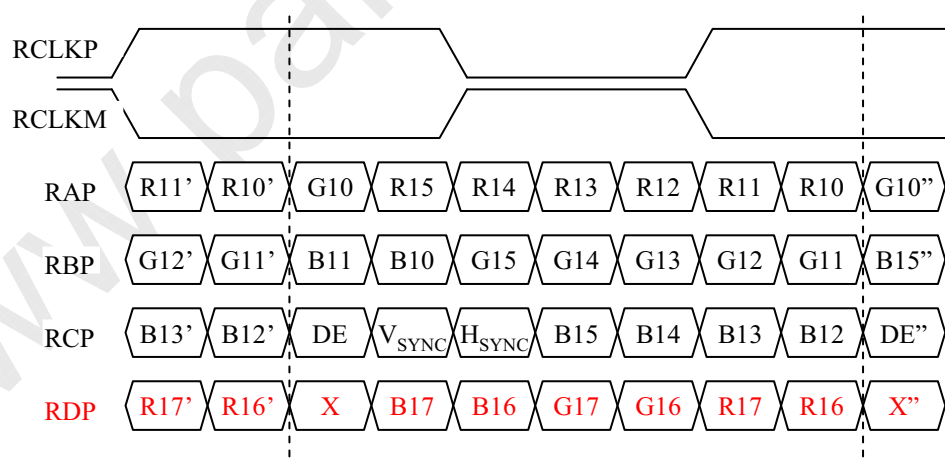 www.pa
RCLKP
RCLKM
RAP R11’ R10’ G10 R15 R14 R13 R12 R11 R10 G10”
RBP G12’ G11’ B11 B10 G15 G14 G13 G12 G11 B15”
RCP B13’ B12’ DE VSYNC HSYNC B15 B14 B13 B12 DE”
RDP R17’ R16’ X B17 B16 G17 G16 R17 R16 X”